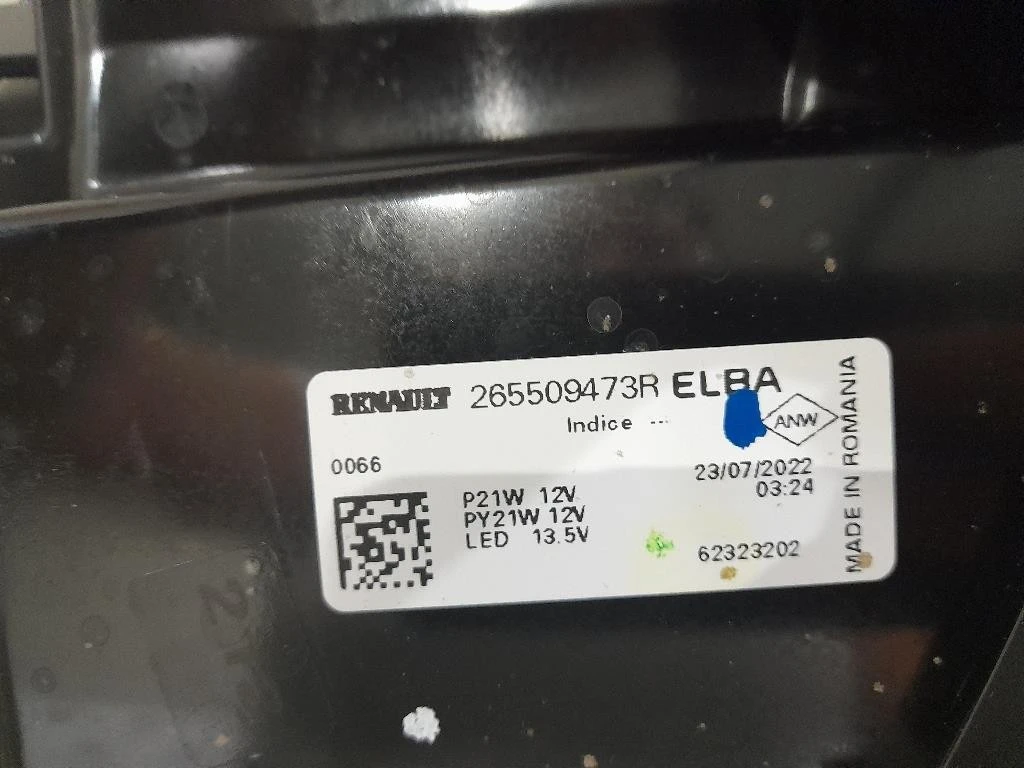 RENAULT 265509473R ELBA
Indice ---
ANW
0066
23/07/2022
03:24
P21W 12V
PY21W 12V
LED 13.5V
62323202
MADE IN ROMANIA